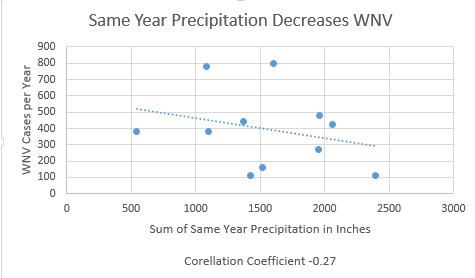 Same Year Precipitation Decreases WNV
WNV Cases per Year
900
800
700
600
500
400
300
200
100
0
0 500 1000 1500 2000 2500 3000
Sum of Same Year Precipitation in Inches
Corellation Coefficient -0.27